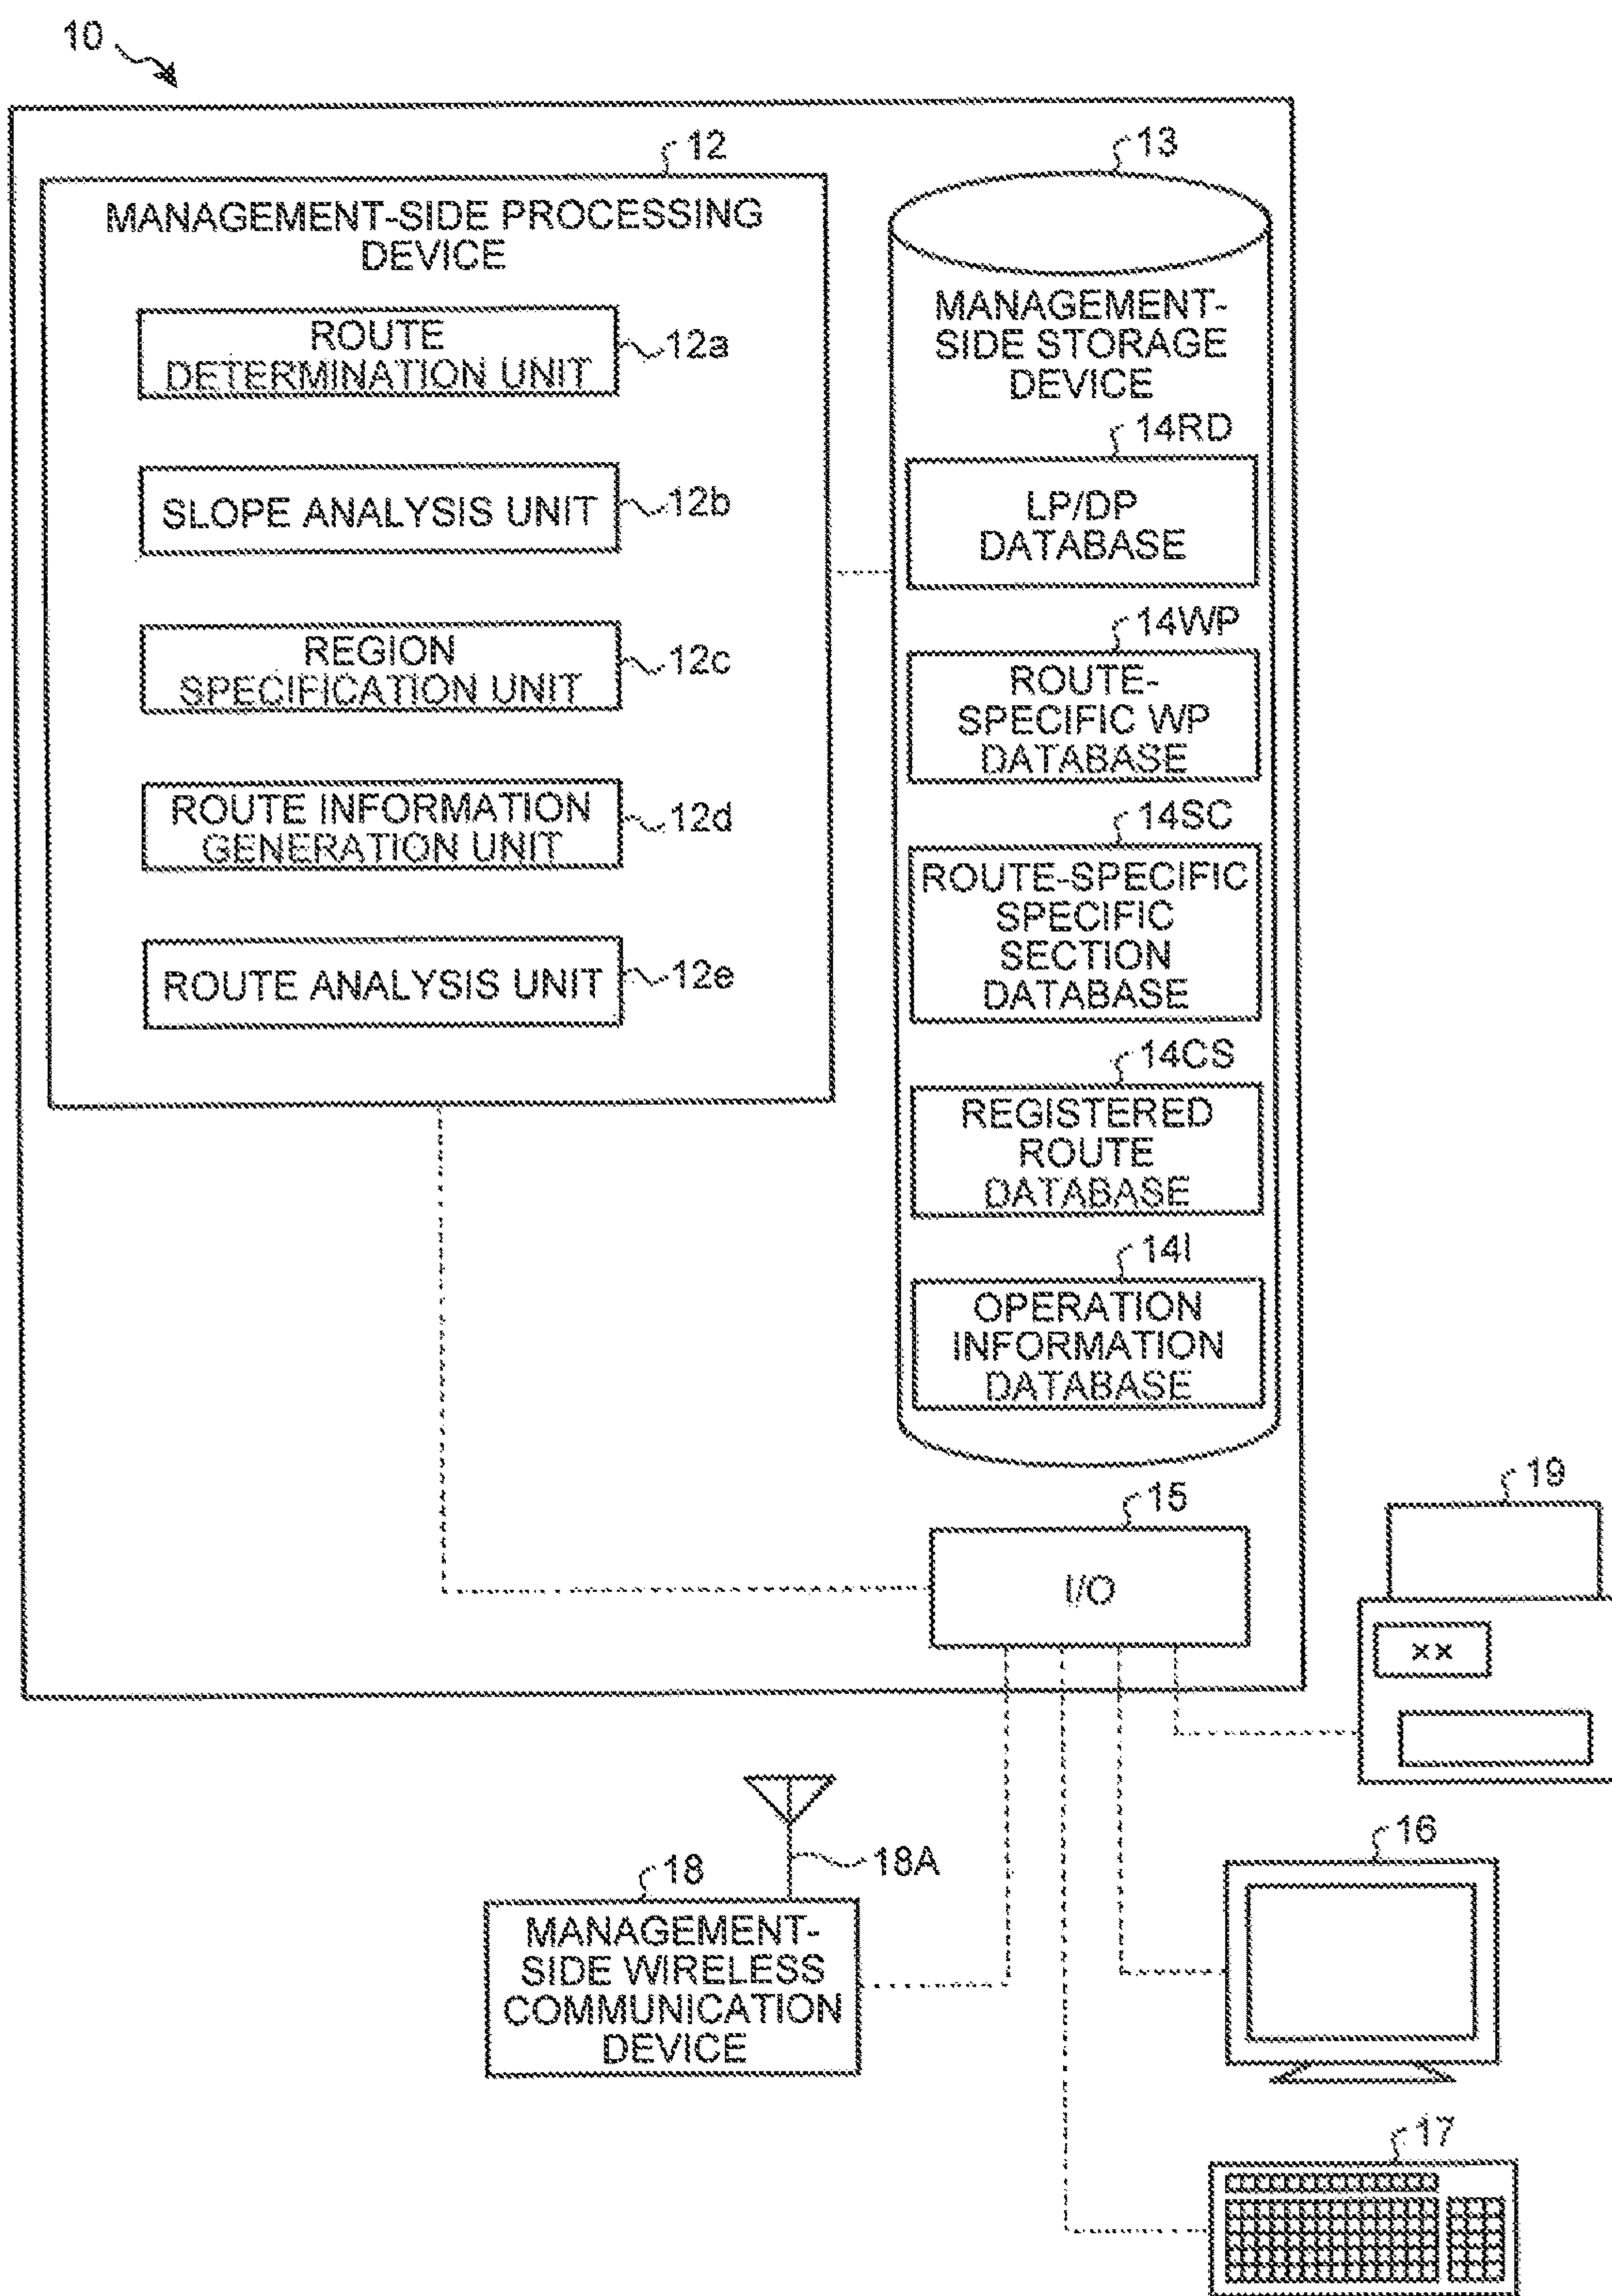 10
12
MANAGEMENT-SIDE PROCESSING
DEVICE
ROUTE
DETERMINATION UNIT
12a
SLOPE ANALYSIS UNIT
12b
REGION
SPECIFICATION UNIT
12c
ROUTE INFORMATION
GENERATION UNIT
12d
ROUTE ANALYSIS UNIT
12e
13
MANAGEMENT-
SIDE STORAGE
DEVICE
14RD
LP/DP
DATABASE
14WP
ROUTE-
SPECIFIC WP
DATABASE
14SC
ROUTE-SPECIFIC
SPECIFIC
SECTION
DATABASE
14CS
REGISTERED
ROUTE
DATABASE
14I
OPERATION
INFORMATION
DATABASE
15
I/O
19
××
18A
18
MANAGEMENT-
SIDE WIRELESS
COMMUNICATION
DEVICE
16
17